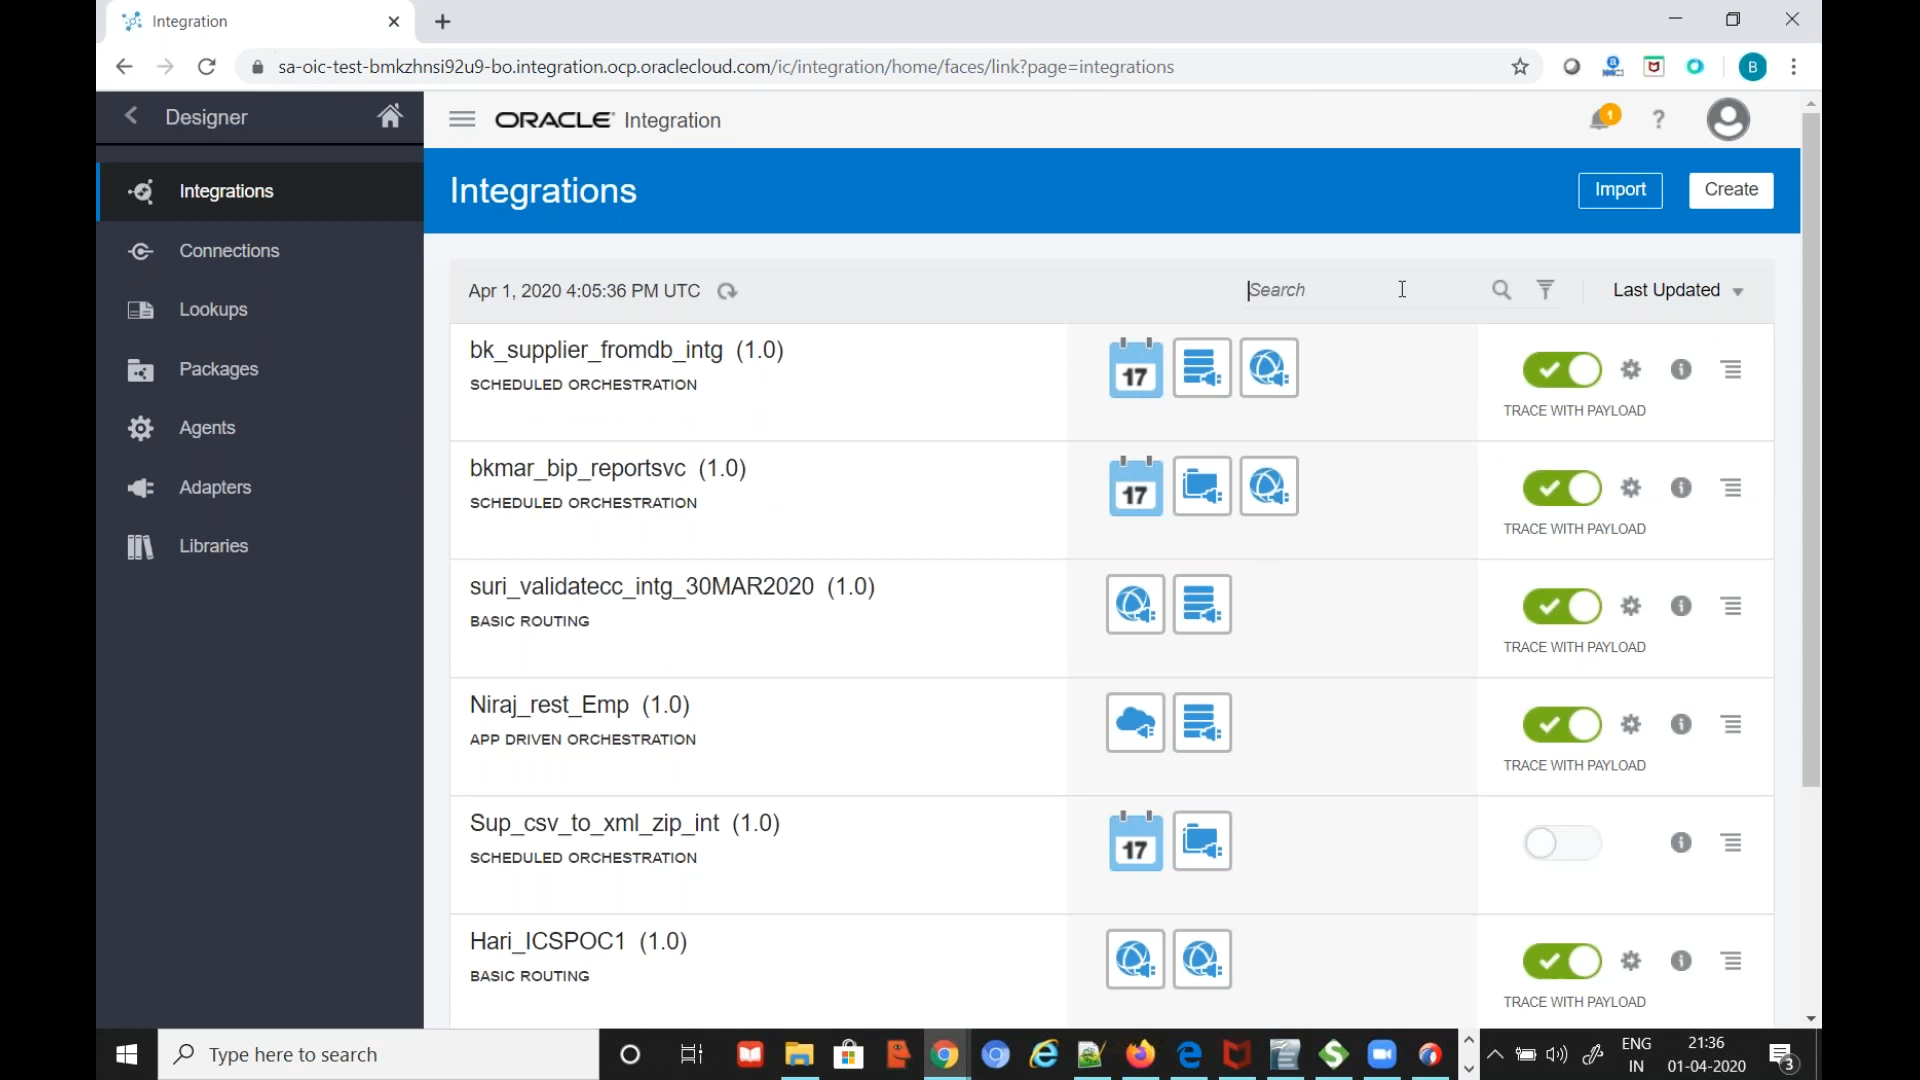 Integration
sa-oic-test-bmkzhnsi92u9-bo.integration.ocp.oraclecloud.com/ic/integration/home/faces/link?page=integrations
B
Designer
ORACLE Integration
1
?
Integrations
Connections
Lookups
Packages
Agents
Adapters
Libraries
Integrations
Import
Create
Apr 1, 2020 4:05:36 PM UTC
Search
Last Updated
bk_supplier_fromdb_intg (1.0)
SCHEDULED ORCHESTRATION
17
TRACE WITH PAYLOAD
bkmar_bip_reportsvc (1.0)
SCHEDULED ORCHESTRATION
17
TRACE WITH PAYLOAD
suri_validatecc_intg_30MAR2020 (1.0)
BASIC ROUTING
TRACE WITH PAYLOAD
Niraj_rest_Emp (1.0)
APP DRIVEN ORCHESTRATION
TRACE WITH PAYLOAD
Sup_csv_to_xml_zip_int (1.0)
SCHEDULED ORCHESTRATION
17
Hari_ICSPOC1 (1.0)
BASIC ROUTING
TRACE WITH PAYLOAD
Type here to search
ENG
IN
21:36
01-04-2020
3